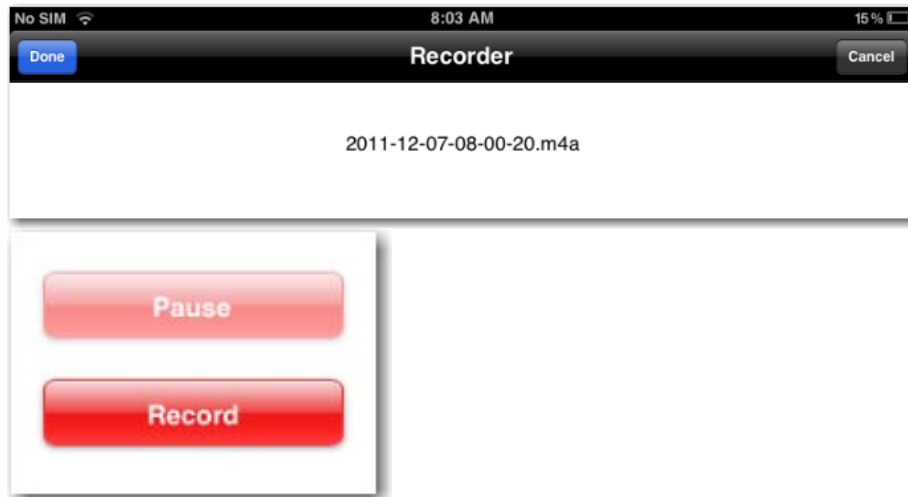 No SIM 8:03 AM 15%
Done Recorder Cancel
2011-12-07-08-00-20.m4a
Pause
Record